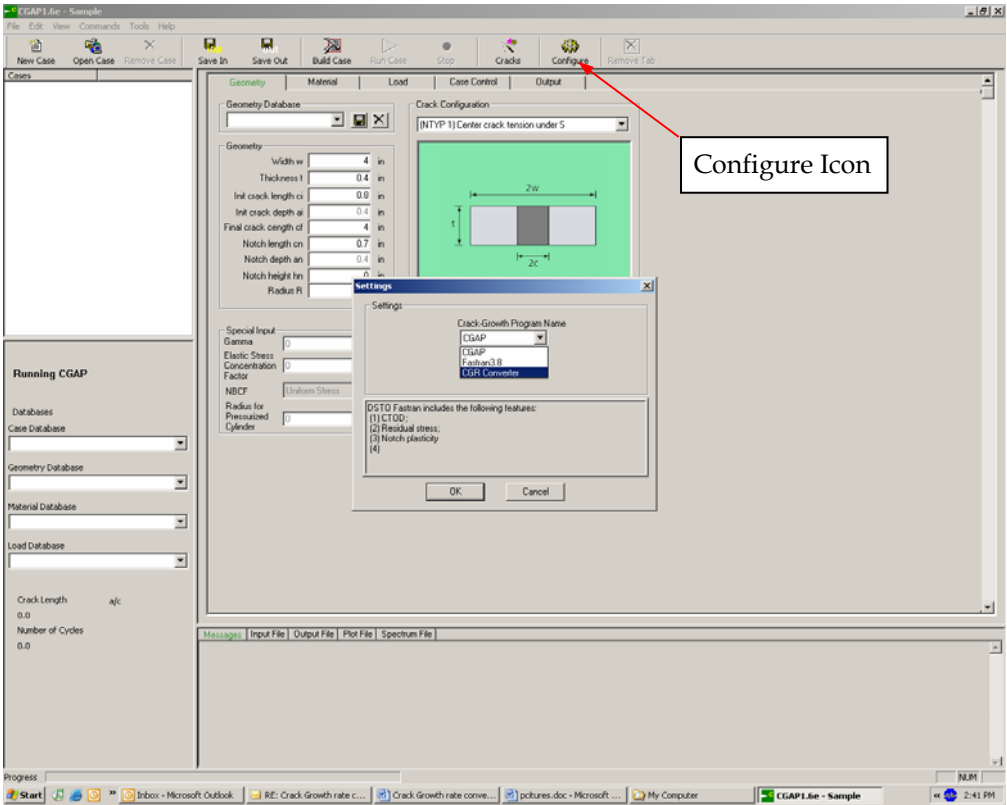 CGAP1.6e - Sample
File Edit View Commands Tools Help
New Case Open Case Remove Case Save In Save Out Build Case Run Case Stop Cracks Configure Remove Tab
Cases
Geometry Material Load Case Control Output
Geometry Database
Crack Configuration
(NTYP 1) Center crack tension under S
Configure Icon
Geometry
Width w 4 in
Thickness t 0.4 in
Init crack length ci 0.8 in
Init crack depth ai 0.4 in
Final crack cength cf 4 in
Notch length cn 0.7 in
Notch depth an 0.4 in
Notch height hn 0 in
Radius R
2w
t
2c
Settings
Settings
Crack-Growth Program Name
CGAP
CGAP
Fastran3.8
CGR Converter
DSTO Fastran includes the following features:
(1) CTOD;
(2) Residual stress;
(3) Notch plasticity
(4)
OK Cancel
Special Input
Gamma 0
Elastic Stress
Concentration 0
Factor
NBCF Uniform Stress
Radius for
Pressurized 0
Cylinder
Running CGAP
Databases
Case Database
Geometry Database
Material Database
Load Database
Crack Length a/c
0.0
Number of Cycles
0.0
Messages Input File Output File Plot File Spectrum File
Progress NUM
Start » Inbox - Microsoft Outlook RE: Crack Growth rate c... Crack Growth rate conve... pcitures.doc - Microsoft ... My Computer CGAP1.6e - Sample « 2:41 PM